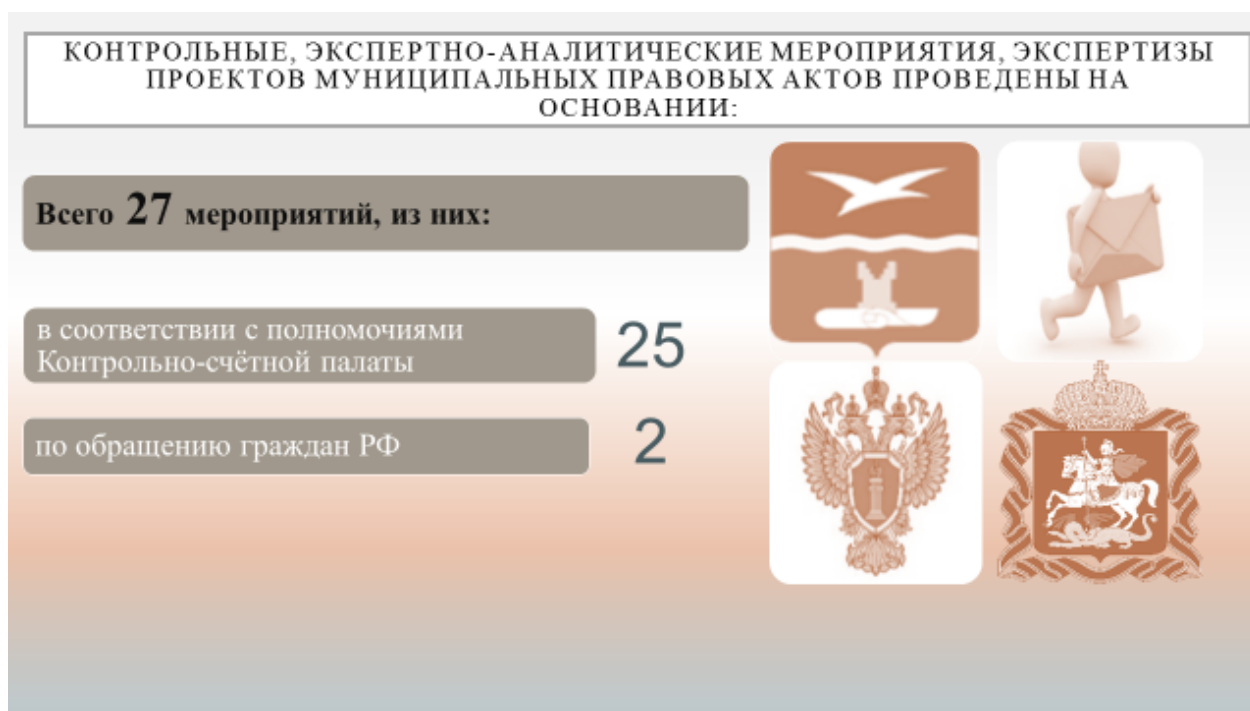 КОНТРОЛЬНЫЕ, ЭКСПЕРТНО-АНАЛИТИЧЕСКИЕ МЕРОПРИЯТИЯ, ЭКСПЕРТИЗЫ
ПРОЕКТОВ МУНИЦИПАЛЬНЫХ ПРАВОВЫХ АКТОВ ПРОВЕДЕНЫ НА
ОСНОВАНИИ:
Всего 27 мероприятий, из них:
в соответствии с полномочиями
Контрольно-счётной палаты
25
по обращению граждан РФ
2